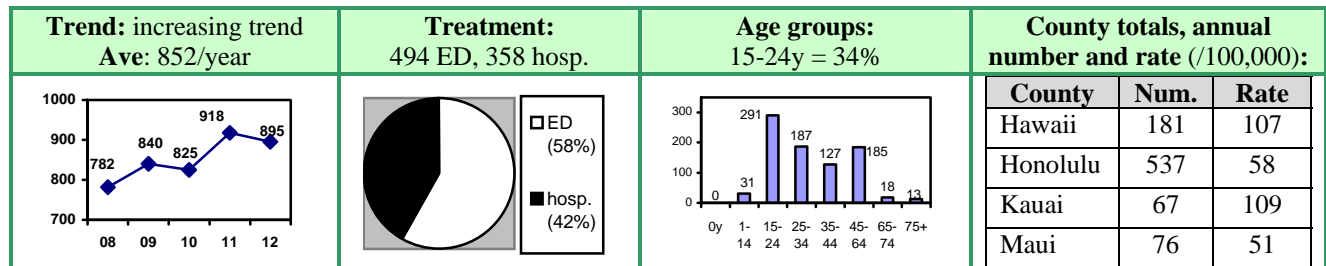 Trend: increasing trend
Ave: 852/year
Treatment:
494 ED, 358 hosp.
Age groups:
15-24y = 34%
County totals, annual
number and rate (/100,000):
1000
900
800
700
782
840
825
918
895
08 09 10 11 12
ED
(58%)
hosp.
(42%)
300
200
100
0
0
31
291
187
127
185
18
13
0y 1- 15- 25- 35- 45- 65- 75+
14 24 34 44 64 74
County Num. Rate
Hawaii 181 107
Honolulu 537 58
Kauai 67 109
Maui 76 51